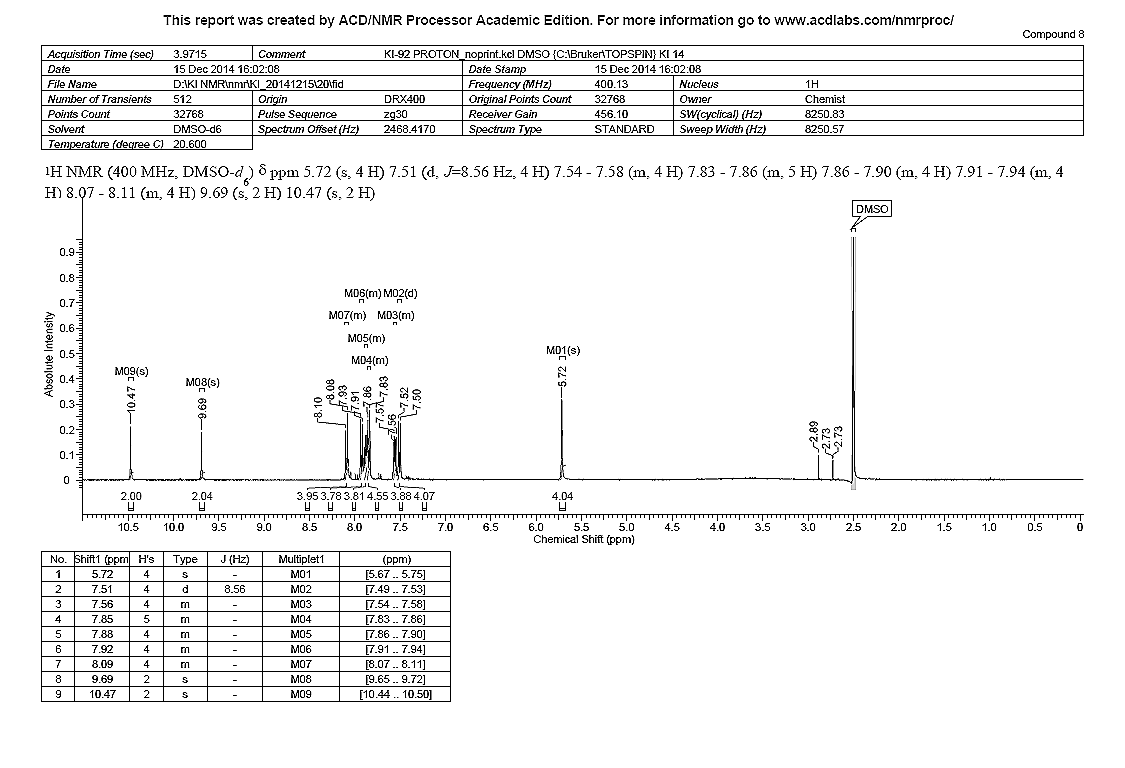 This report was created by ACD/NMR Processor Academic Edition. For more information go to www.acdlabs.com/nmrproc/
Compound 8
Acquisition Time (sec) 3.9715 Comment KI-92 PROTON_noprint.kcl DMSO {C:\Bruker\TOPSPIN} KI 14
Date 15 Dec 2014 16:02:08 Date Stamp 15 Dec 2014 16:02:08
File Name D:\KI NMR\nmr\KI_20141215\20\fid Frequency (MHz) 400.13 Nucleus 1H
Number of Transients 512 Origin DRX400 Original Points Count 32768 Owner Chemist
Points Count 32768 Pulse Sequence zg30 Receiver Gain 456.10 SW(cyclical) (Hz) 8250.83
Solvent DMSO-d6 Spectrum Offset (Hz) 2468.4170 Spectrum Type STANDARD Sweep Width (Hz) 8250.57
Temperature (degree C) 20.600
1H NMR (400 MHz, DMSO-d6) δ ppm 5.72 (s, 4 H) 7.51 (d, J=8.56 Hz, 4 H) 7.54 - 7.58 (m, 4 H) 7.83 - 7.86 (m, 5 H) 7.86 - 7.90 (m, 4 H) 7.91 - 7.94 (m, 4
H) 8.07 - 8.11 (m, 4 H) 9.69 (s, 2 H) 10.47 (s, 2 H)
DMSO
0.9
0.8
0.7
0.6
0.5
0.4
0.3
0.2
0.1
0
Absolute Intensity
M06(m) M02(d)
M07(m) M03(m)
M05(m)
M04(m)
M01(s)
M09(s)
M08(s)
10.47
9.69
8.10
8.08
7.93
7.91
7.86
7.83
7.57
7.56
7.52
7.50
5.72
2.89
2.73
2.73
2.00 2.04 3.95 3.78 3.81 4.55 3.88 4.07 4.04
10.5 10.0 9.5 9.0 8.5 8.0 7.5 7.0 6.5 6.0 5.5 5.0 4.5 4.0 3.5 3.0 2.5 2.0 1.5 1.0 0.5 0
Chemical Shift (ppm)
No. Shift1 (ppm H's Type J (Hz) Multiplet1 (ppm)
1 5.72 4 s - M01 [5.67 .. 5.75]
2 7.51 4 d 8.56 M02 [7.49 .. 7.53]
3 7.56 4 m - M03 [7.54 .. 7.58]
4 7.85 5 m - M04 [7.83 .. 7.86]
5 7.88 4 m - M05 [7.86 .. 7.90]
6 7.92 4 m - M06 [7.91 .. 7.94]
7 8.09 4 m - M07 [8.07 .. 8.11]
8 9.69 2 s - M08 [9.65 .. 9.72]
9 10.47 2 s - M09 [10.44 .. 10.50]